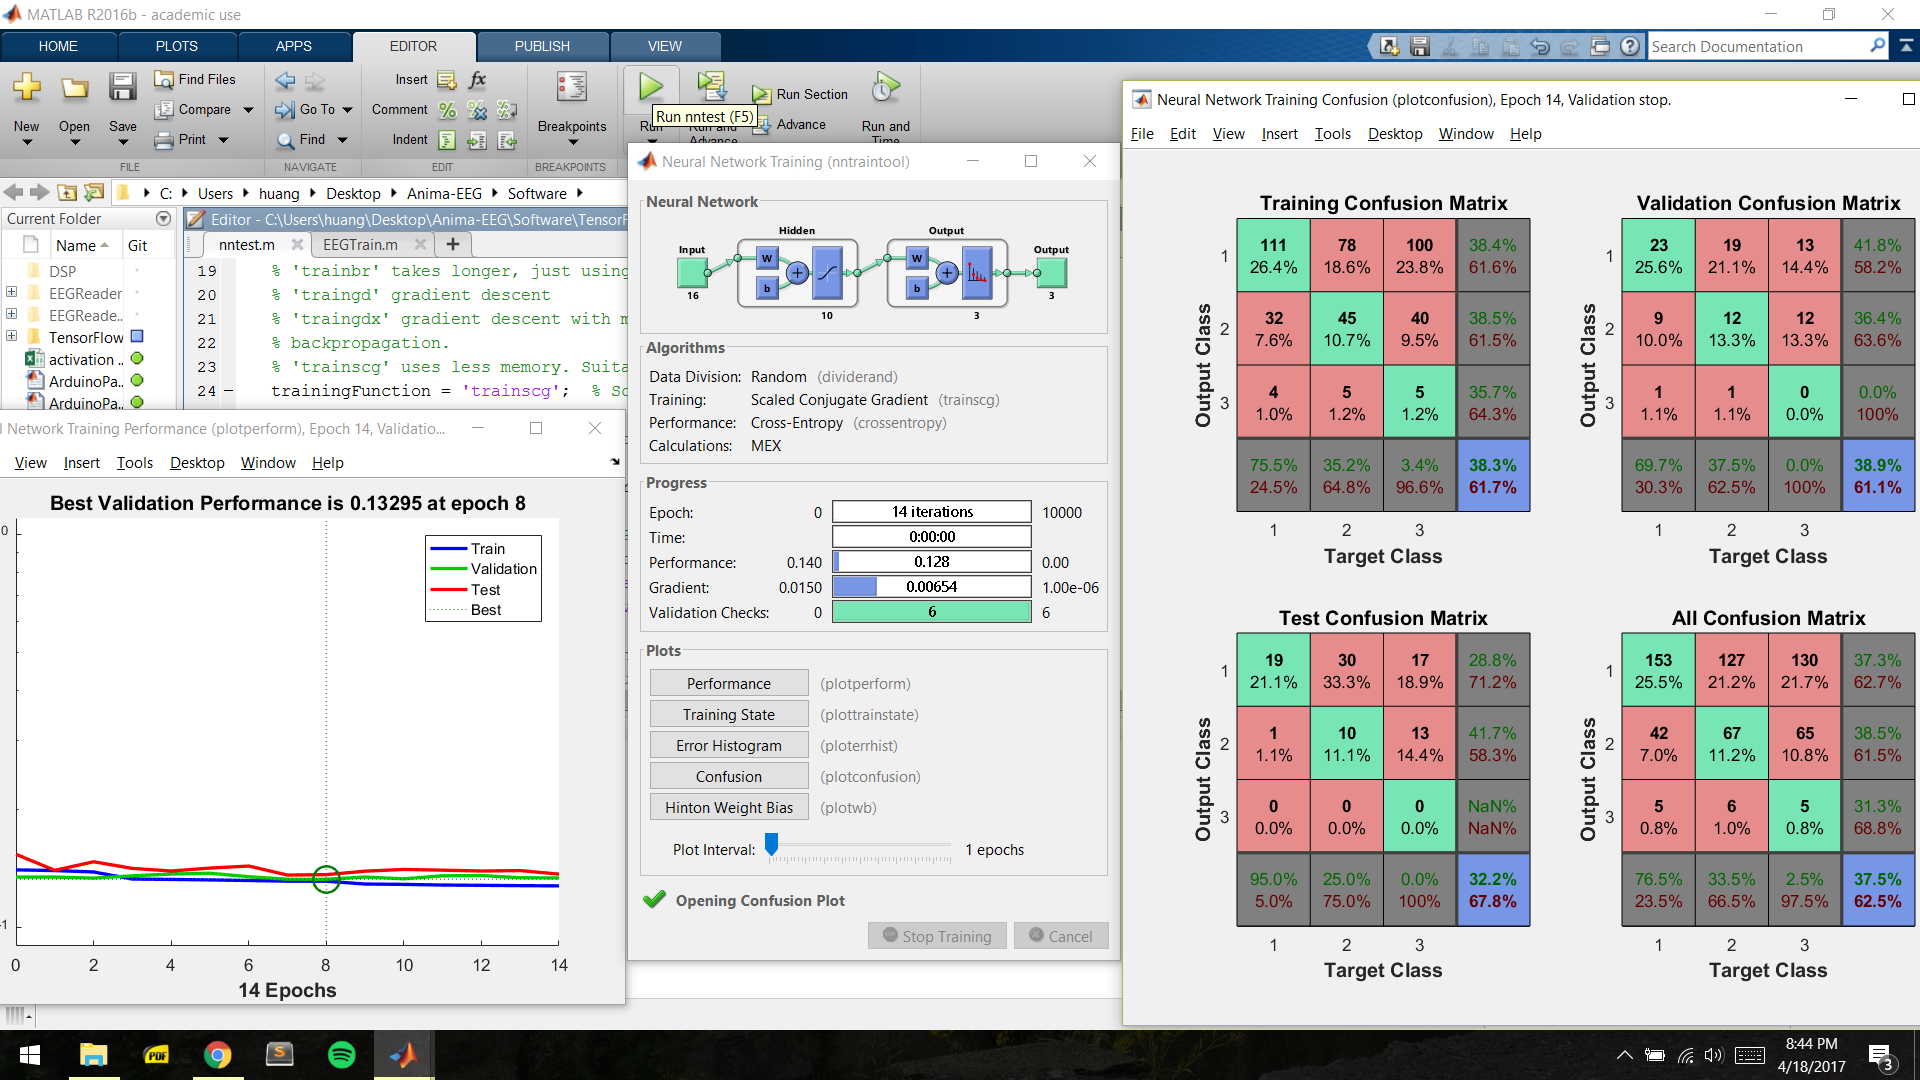 MATLAB R2016b - academic use
HOME PLOTS APPS EDITOR PUBLISH VIEW
Search Documentation
New Open Save
Find Files
Compare
Print
FILE
Go To
Find
NAVIGATE
Insert
Comment
Indent
EDIT
Breakpoints
BREAKPOINTS
Run
Run and Advance
Run Section
Advance
Run and Time
Run nntest (F5)
C: Users huang Desktop Anima-EEG Software
Current Folder
Name Git
DSP
EEGReader
EEGReade..
TensorFlow
activation ..
ArduinoPa..
ArduinoPa..
Editor - C:\Users\huang\Desktop\Anima-EEG\Software\TensorF
nntest.m EEGTrain.m
19 % 'trainbr' takes longer, just using
20 % 'traingd' gradient descent
21 % 'traingdx' gradient descent with m
22 % backpropagation.
23 % 'trainscg' uses less memory. Suita
24 trainingFunction = 'trainscg'; % Sc
l Network Training Performance (plotperform), Epoch 14, Validatio...
View Insert Tools Desktop Window Help
Best Validation Performance is 0.13295 at epoch 8
Train
Validation
Test
Best
0
-1
0 2 4 6 8 10 12 14
14 Epochs
Neural Network Training (nntraintool)
Neural Network
Hidden Output
Input Output
W W
b b
16 10 3 3
Algorithms
Data Division: Random (dividerand)
Training: Scaled Conjugate Gradient (trainscg)
Performance: Cross-Entropy (crossentropy)
Calculations: MEX
Progress
Epoch: 0 14 iterations 10000
Time: 0:00:00
Performance: 0.140 0.128 0.00
Gradient: 0.0150 0.00654 1.00e-06
Validation Checks: 0 6 6
Plots
Performance (plotperform)
Training State (plottrainstate)
Error Histogram (ploterrhist)
Confusion (plotconfusion)
Hinton Weight Bias (plotwb)
Plot Interval: 1 epochs
Opening Confusion Plot
Stop Training Cancel
Neural Network Training Confusion (plotconfusion), Epoch 14, Validation stop.
File Edit View Insert Tools Desktop Window Help
Training Confusion Matrix
1 111 78 100 38.4%
26.4% 18.6% 23.8% 61.6%
2 32 45 40 38.5%
7.6% 10.7% 9.5% 61.5%
3 4 5 5 35.7%
1.0% 1.2% 1.2% 64.3%
75.5% 35.2% 3.4% 38.3%
24.5% 64.8% 96.6% 61.7%
1 2 3
Output Class
Target Class
Validation Confusion Matrix
1 23 19 13 41.8%
25.6% 21.1% 14.4% 58.2%
2 9 12 12 36.4%
10.0% 13.3% 13.3% 63.6%
3 1 1 0 0.0%
1.1% 1.1% 0.0% 100%
69.7% 37.5% 0.0% 38.9%
30.3% 62.5% 100% 61.1%
1 2 3
Output Class
Target Class
Test Confusion Matrix
1 19 30 17 28.8%
21.1% 33.3% 18.9% 71.2%
2 1 10 13 41.7%
1.1% 11.1% 14.4% 58.3%
3 0 0 0 NaN%
0.0% 0.0% 0.0% NaN%
95.0% 25.0% 0.0% 32.2%
5.0% 75.0% 100% 67.8%
1 2 3
Output Class
Target Class
All Confusion Matrix
1 153 127 130 37.3%
25.5% 21.2% 21.7% 62.7%
2 42 67 65 38.5%
7.0% 11.2% 10.8% 61.5%
3 5 6 5 31.3%
0.8% 1.0% 0.8% 68.8%
76.5% 33.5% 2.5% 37.5%
23.5% 66.5% 97.5% 62.5%
1 2 3
Output Class
Target Class
PDF
8:44 PM
4/18/2017
3